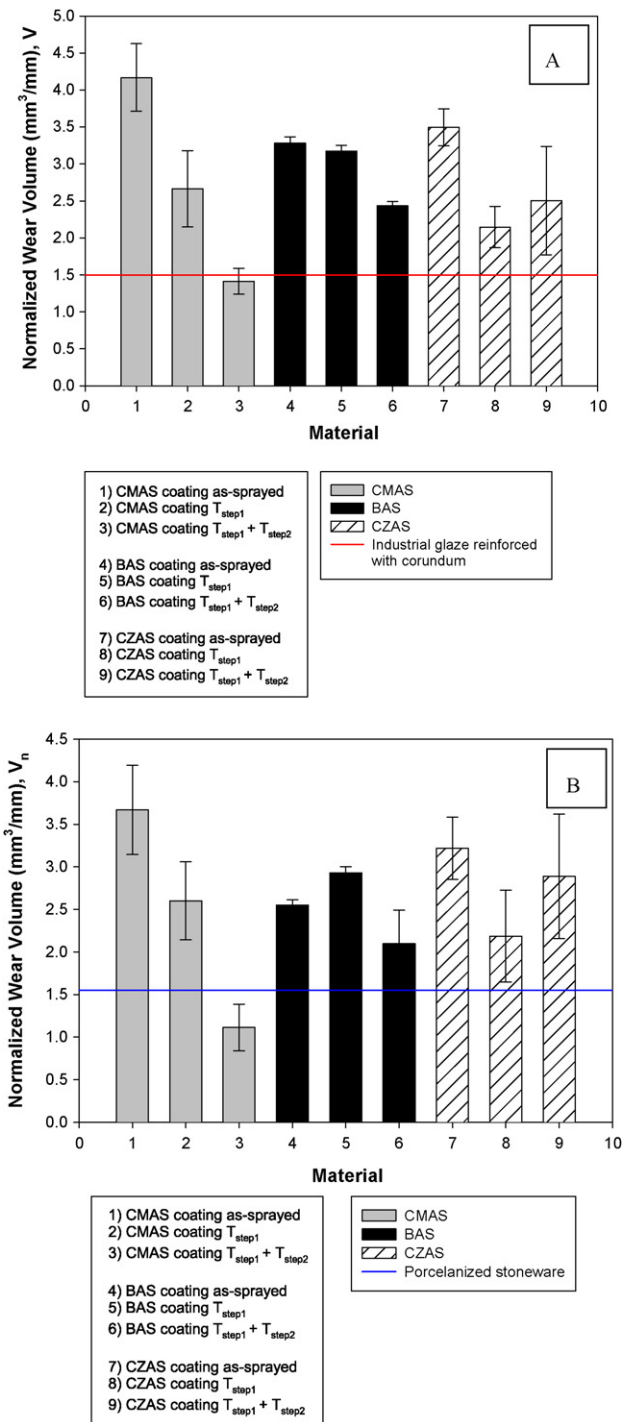 A
Normalized Wear Volume (mm³/mm), V
5.0
4.5
4.0
3.5
3.0
2.5
2.0
1.5
1.0
0.5
0.0
0 1 2 3 4 5 6 7 8 9 10
Material
1) CMAS coating as-sprayed
2) CMAS coating Tstep1
3) CMAS coating Tstep1 + Tstep2
4) BAS coating as-sprayed
5) BAS coating Tstep1
6) BAS coating Tstep1 + Tstep2
7) CZAS coating as-sprayed
8) CZAS coating Tstep1
9) CZAS coating Tstep1 + Tstep2
CMAS
BAS
CZAS
Industrial glaze reinforced
with corundum
B
Normalized Wear Volume (mm³/mm), Vn
4.5
4.0
3.5
3.0
2.5
2.0
1.5
1.0
0.5
0.0
0 1 2 3 4 5 6 7 8 9 10
Material
1) CMAS coating as-sprayed
2) CMAS coating Tstep1
3) CMAS coating Tstep1 + Tstep2
4) BAS coating as-sprayed
5) BAS coating Tstep1
6) BAS coating Tstep1 + Tstep2
7) CZAS coating as-sprayed
8) CZAS coating Tstep1
9) CZAS coating Tstep1 + Tstep2
CMAS
BAS
CZAS
Porcelanized stoneware